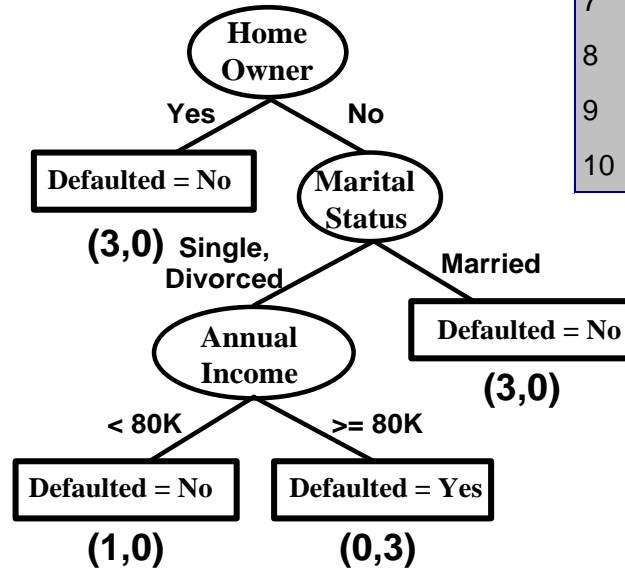 7
8
9
10
Home
Owner
Yes
No
Defaulted = No
Marital
Status
(3,0)
Single,
Divorced
Married
Annual
Income
Defaulted = No
(3,0)
< 80K
>= 80K
Defaulted = No
Defaulted = Yes
(1,0)
(0,3)